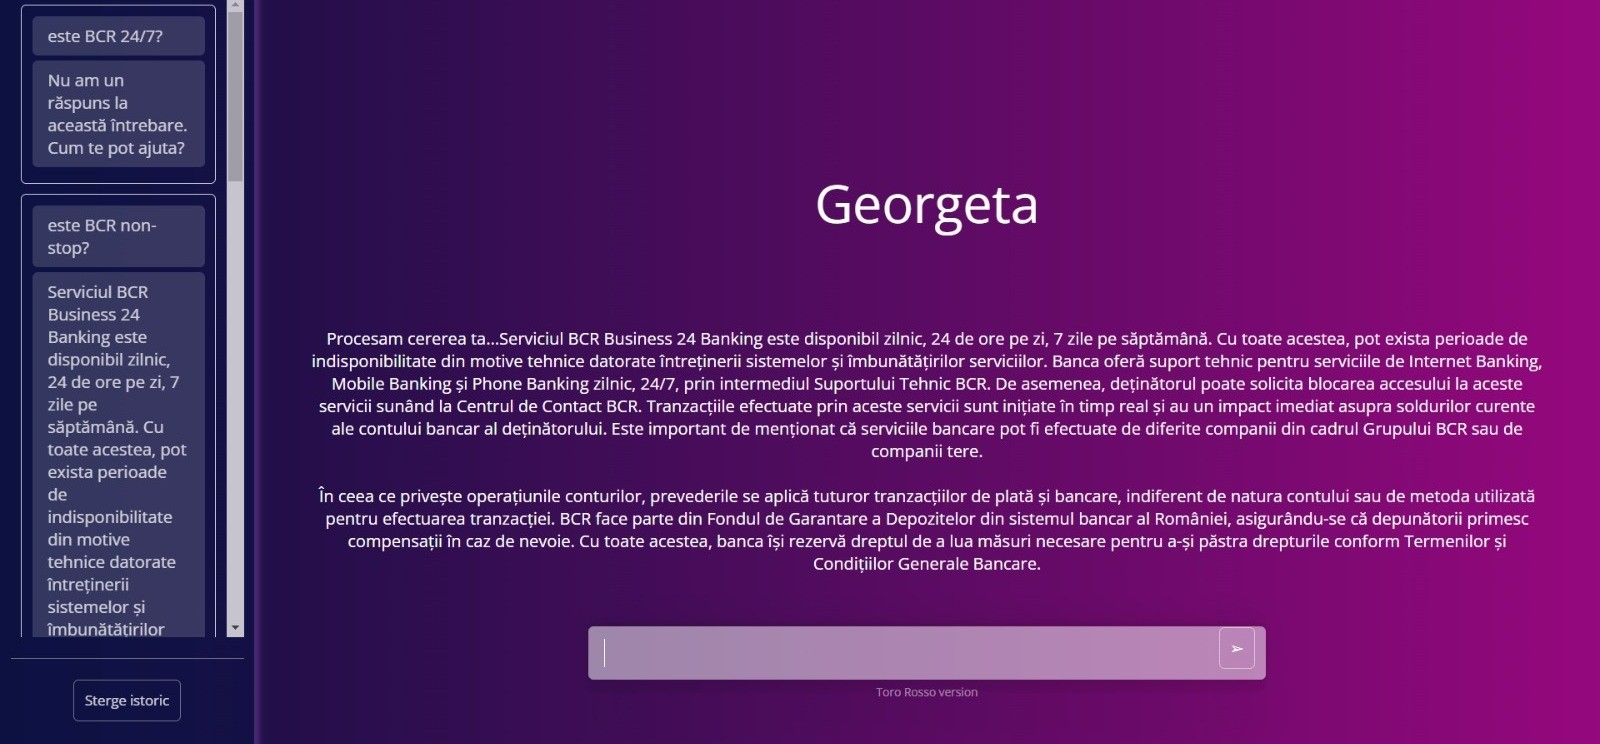 este BCR 24/7?
Nu am un
răspuns la
această întrebare.
Cum te pot ajuta?
este BCR non-
stop?
Serviciul BCR
Business 24
Banking este
disponibil zilnic,
24 de ore pe zi, 7
zile pe
săptămână. Cu
toate acestea, pot
exista perioade
de
indisponibilitate
din motive
tehnice datorate
întreținerii
sistemelor și
îmbunătățirilor
Sterge istoric
Georgeta
Procesam cererea ta...Serviciul BCR Business 24 Banking este disponibil zilnic, 24 de ore pe zi, 7 zile pe săptămână. Cu toate acestea, pot exista perioade de
indisponibilitate din motive tehnice datorate întreținerii sistemelor și îmbunătățirilor serviciilor. Banca oferă suport tehnic pentru serviciile de Internet Banking,
Mobile Banking și Phone Banking zilnic, 24/7, prin intermediul Suportului Tehnic BCR. De asemenea, deținătorul poate solicita blocarea accesului la aceste
servicii sunând la Centrul de Contact BCR. Tranzacțiile efectuate prin aceste servicii sunt inițiate în timp real și au un impact imediat asupra soldurilor curente
ale contului bancar al deținătorului. Este important de menționat că serviciile bancare pot fi efectuate de diferite companii din cadrul Grupului BCR sau de
companii tere.
În ceea ce privește operațiunile conturilor, prevederile se aplică tuturor tranzacțiilor de plată și bancare, indiferent de natura contului sau de metoda utilizată
pentru efectuarea tranzacției. BCR face parte din Fondul de Garantare a Depozitelor din sistemul bancar al României, asigurându-se că depunătorii primesc
compensații în caz de nevoie. Cu toate acestea, banca își rezervă dreptul de a lua măsuri necesare pentru a-și păstra drepturile conform Termenilor și
Condițiilor Generale Bancare.
Toro Rosso version